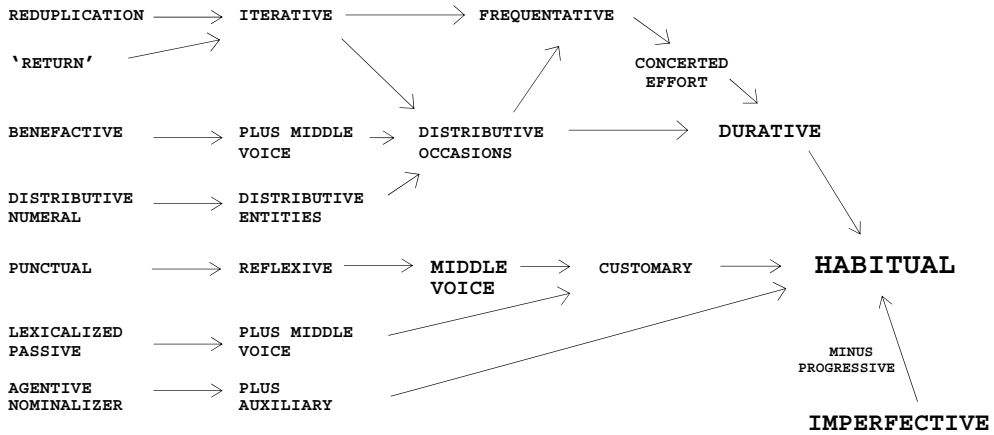 REDUPLICATION
ITERATIVE
FREQUENTATIVE
‘RETURN’
CONCERTED
EFFORT
BENEFACTIVE
PLUS MIDDLE
VOICE
DISTRIBUTIVE
OCCASIONS
DURATIVE
DISTRIBUTIVE
NUMERAL
DISTRIBUTIVE
ENTITIES
PUNCTUAL
REFLEXIVE
MIDDLE
VOICE
CUSTOMARY
HABITUAL
LEXICALIZED
PASSIVE
PLUS MIDDLE
VOICE
MINUS
PROGRESSIVE
AGENTIVE
NOMINALIZER
PLUS
AUXILIARY
IMPERFECTIVE